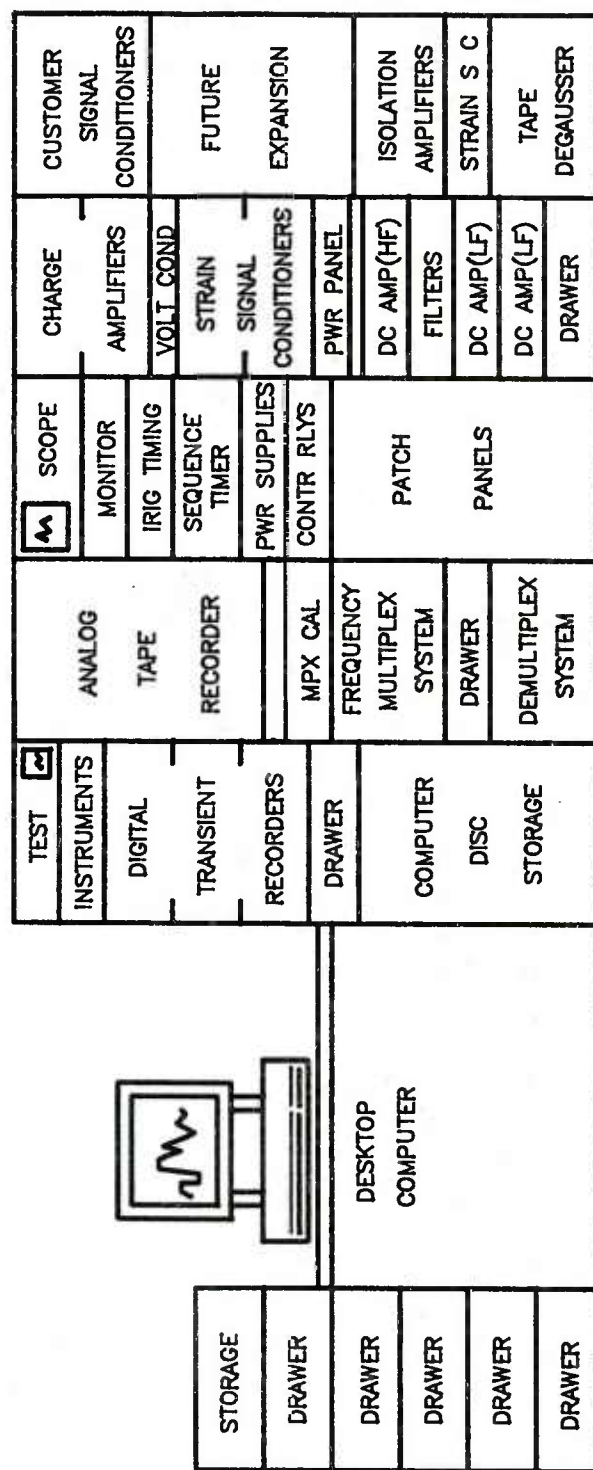 STORAGE
DRAWER
DRAWER
DRAWER
DRAWER
DRAWER
DESKTOP
COMPUTER
TEST
INSTRUMENTS
DIGITAL
TRANSIENT
RECORDERS
DRAWER
COMPUTER
DISC
STORAGE
ANALOG
TAPE
RECORDER
MPX CAL
FREQUENCY
MULTIPLEX
SYSTEM
DRAWER
DEMULTIPLEX
SYSTEM
SCOPE
MONITOR
IRIG TIMING
SEQUENCE
TIMER
PWR SUPPLIES
CONTR RLYS
PATCH
PANELS
CHARGE
AMPLIFIERS
VOLT COND
STRAIN
SIGNAL
CONDITIONERS
PWR PANEL
DC AMP(HF)
FILTERS
DC AMP(LF)
DC AMP(LF)
DRAWER
CUSTOMER
SIGNAL
CONDITIONERS
FUTURE
EXPANSION
ISOLATION
AMPLIFIERS
STRAIN S C
TAPE
DEGAUSSER